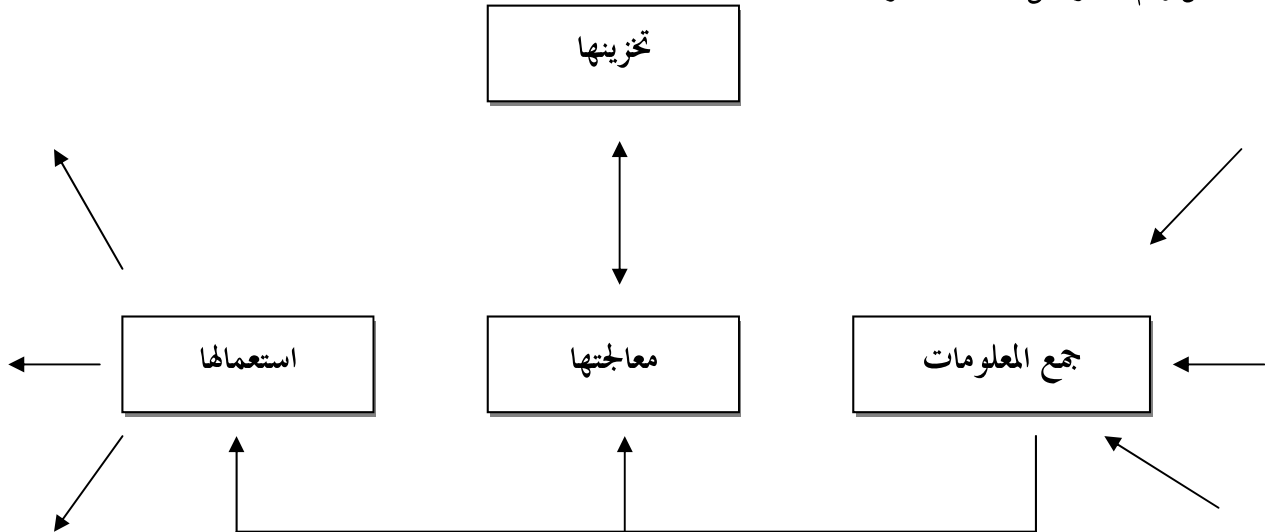 تخزينها
جمع المعلومات
معالجتها
استعمالها